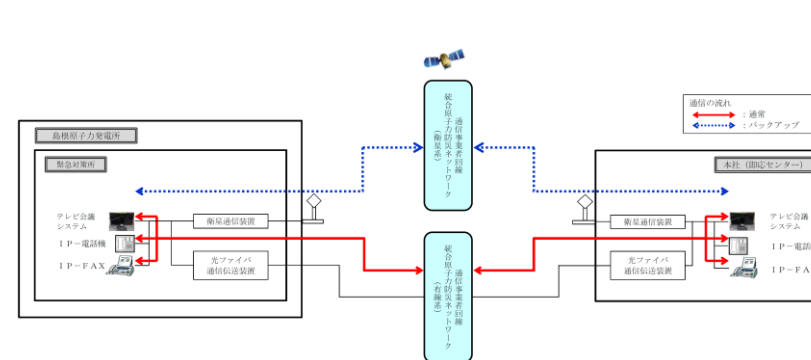 通信の流れ
：通常
：バックアップ
島根原子力発電所
緊急対策所
テレビ会議
システム
ＩＰ－電話機
ＩＰ－ＦＡＸ
衛星通信装置
光ファイバ
通信伝送装置
通信事業者回線
統合原子力防災ネットワーク
（衛星系）
通信事業者回線
統合原子力防災ネットワーク
（有線系）
本社（即応センター）
衛星通信装置
光ファイバ
通信伝送装置
テレビ会議
システム
ＩＰ－電話
ＩＰ－ＦＡ